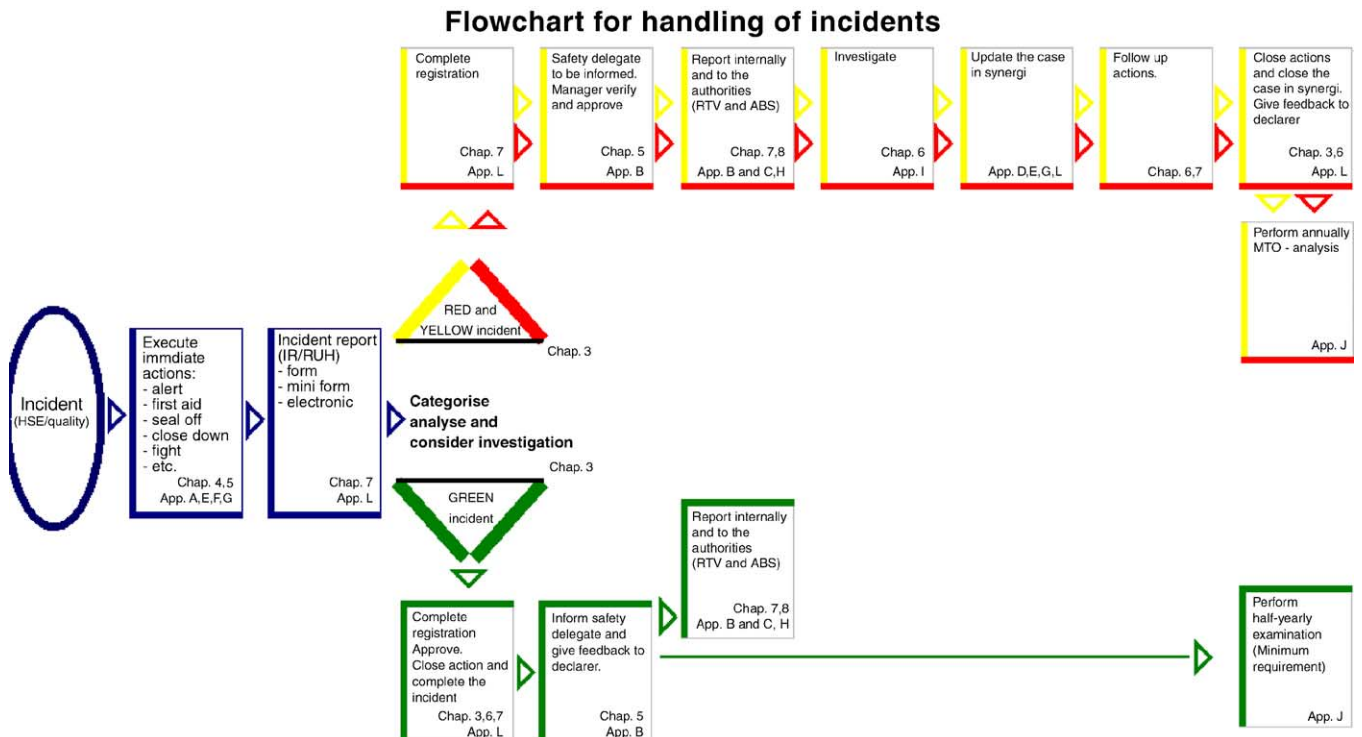 Flowchart for handling of incidents
Complete
registration
Chap. 7
App. L
Safety delegate
to be informed.
Manager verify
and approve
Chap. 5
App. B
Report internally
and to the
authorities
(RTV and ABS)
Chap. 7,8
App. B and C,H
Investigate
Chap. 6
App. I
Update the case
in synergi
App. D,E,G,L
Follow up
actions.
Chap. 6,7
Close actions
and close the
case in synergi.
Give feedback to
declarer
Chap. 3,6
App. L
Perform annually
MTO - analysis
App. J
RED and
YELLOW incident
Chap. 3
Incident
(HSE/quality)
Execute
immdiate
actions:
- alert
- first aid
- seal off
- close down
- fight
- etc.
Chap. 4,5
App. A,E,F,G
Incident report
(IR/RUH)
- form
- mini form
- electronic
Chap. 7
App. L
Categorise
analyse and
consider investigation
Chap. 3
GREEN
incident
Complete
registration
Approve.
Close action and
complete the
incident
Chap. 3,6,7
App. L
Inform safety
delegate and
give feedback to
declarer.
Chap. 5
App. B
Report internally
and to the
authorities
(RTV and ABS)
Chap. 7,8
App. B and C, H
Perform
half-yearly
examination
(Minimum
requirement)
App. J